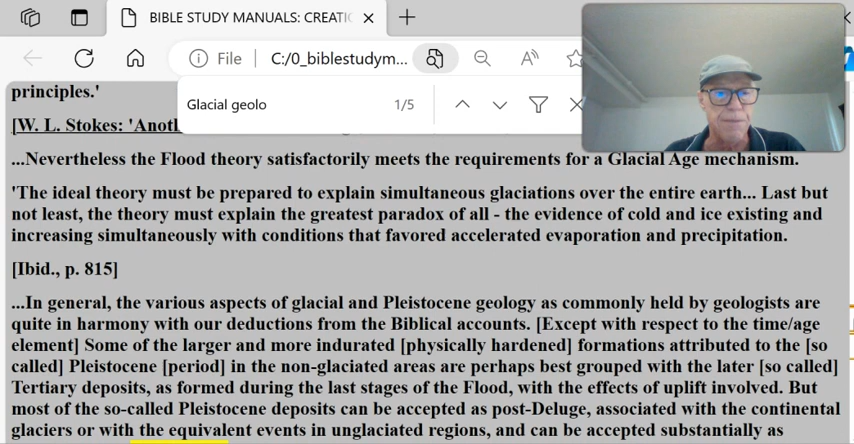 BIBLE STUDY MANUALS: CREATIO
File
C:/0_biblestudym...
Glacial geolo
1/5
principles.'
[W. L. Stokes: 'Anot
...Nevertheless the Flood theory satisfactorily meets the requirements for a Glacial Age mechanism.
'The ideal theory must be prepared to explain simultaneous glaciations over the entire earth... Last but
not least, the theory must explain the greatest paradox of all - the evidence of cold and ice existing and
increasing simultaneously with conditions that favored accelerated evaporation and precipitation.
[Ibid., p. 815]
...In general, the various aspects of glacial and Pleistocene geology as commonly held by geologists are
quite in harmony with our deductions from the Biblical accounts. [Except with respect to the time/age
element] Some of the larger and more indurated [physically hardened] formations attributed to the [so
called] Pleistocene [period] in the non-glaciated areas are perhaps best grouped with the later [so called]
Tertiary deposits, as formed during the last stages of the Flood, with the effects of uplift involved. But
most of the so-called Pleistocene deposits can be accepted as post-Deluge, associated with the continental
glaciers or with the equivalent events in unglaciated regions, and can be accepted substantially as